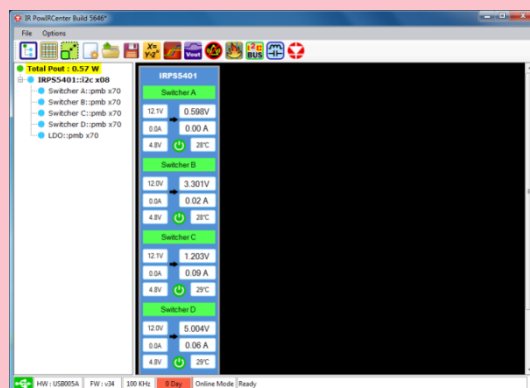 IR PowIRCenter Build 5646*
File Options
X=
Y·g²
Vout
I2C
BUS
Total Pout : 0.57 W
IRPS5401::i2c x08
Switcher A::pmb x70
Switcher B::pmb x70
Switcher C::pmb x70
Switcher D::pmb x70
LDO::pmb x70
IRPS5401
Switcher A
12.1V 0.598V
0.0A 0.00 A
4.8V 28°C
Switcher B
12.0V 3.301V
0.0A 0.02 A
4.8V 28°C
Switcher C
12.1V 1.203V
0.0A 0.09 A
4.8V 29°C
Switcher D
12.0V 5.004V
0.0A 0.06 A
4.8V 29°C
HW : USB005A FW : v34 100 KHz 0 Day Online Mode Ready